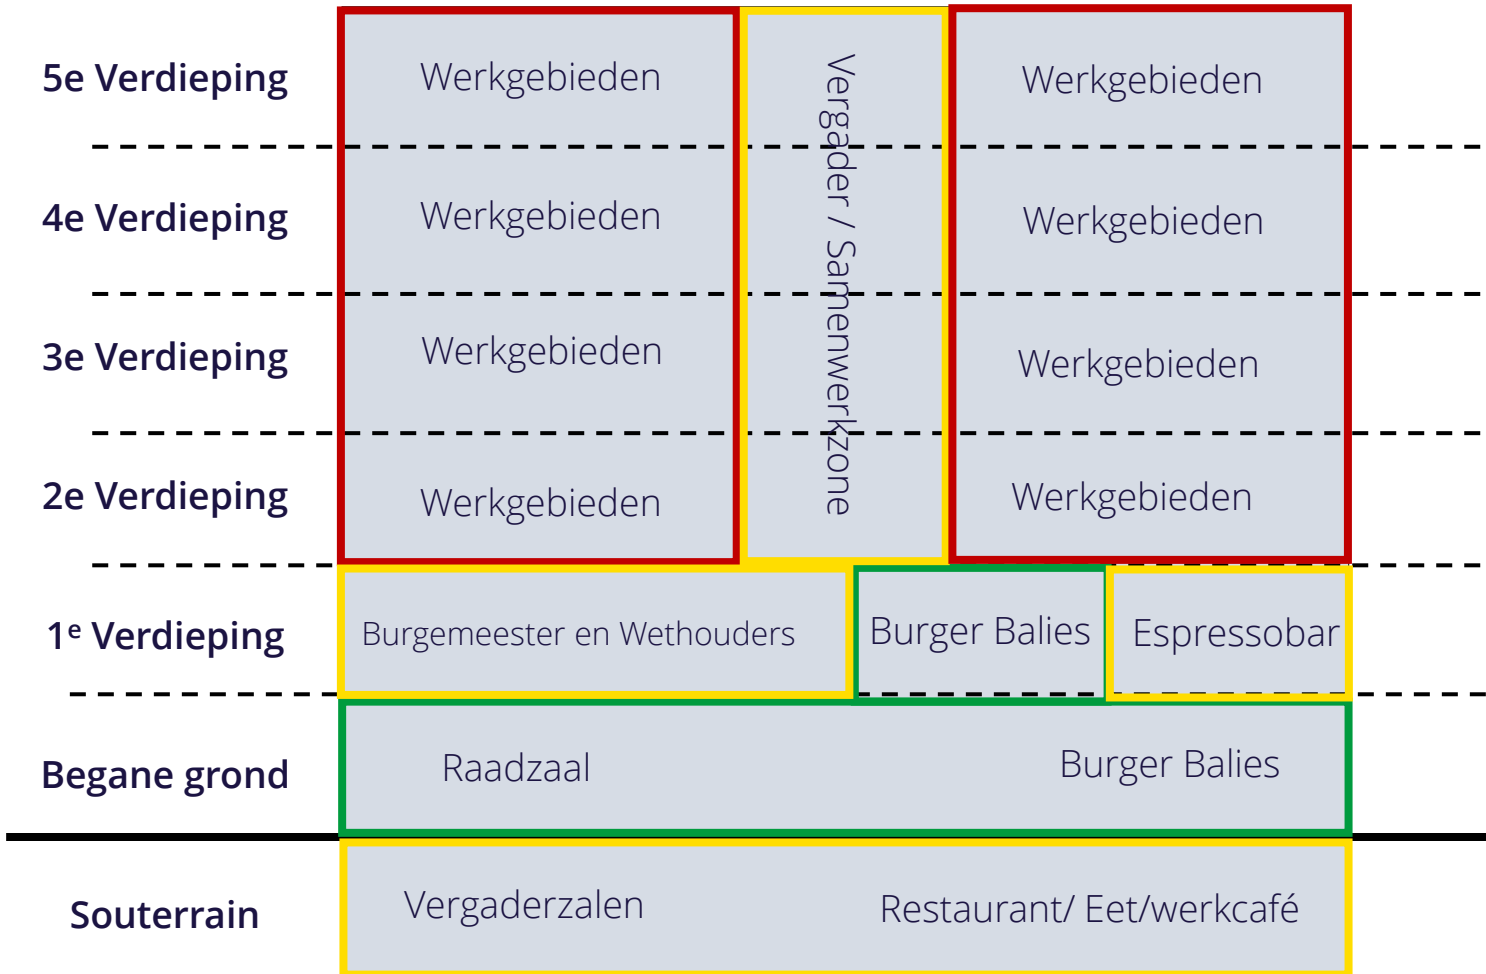 5e Verdieping
Werkgebieden
Vergader / Samenwerkzone
Werkgebieden
4e Verdieping
Werkgebieden
Werkgebieden
3e Verdieping
Werkgebieden
Werkgebieden
2e Verdieping
Werkgebieden
Werkgebieden
1e Verdieping
Burgemeester en Wethouders
Burger Balies
Espressobar
Begane grond
Raadzaal
Burger Balies
Souterrain
Vergaderzalen
Restaurant/ Eet/werkcafé